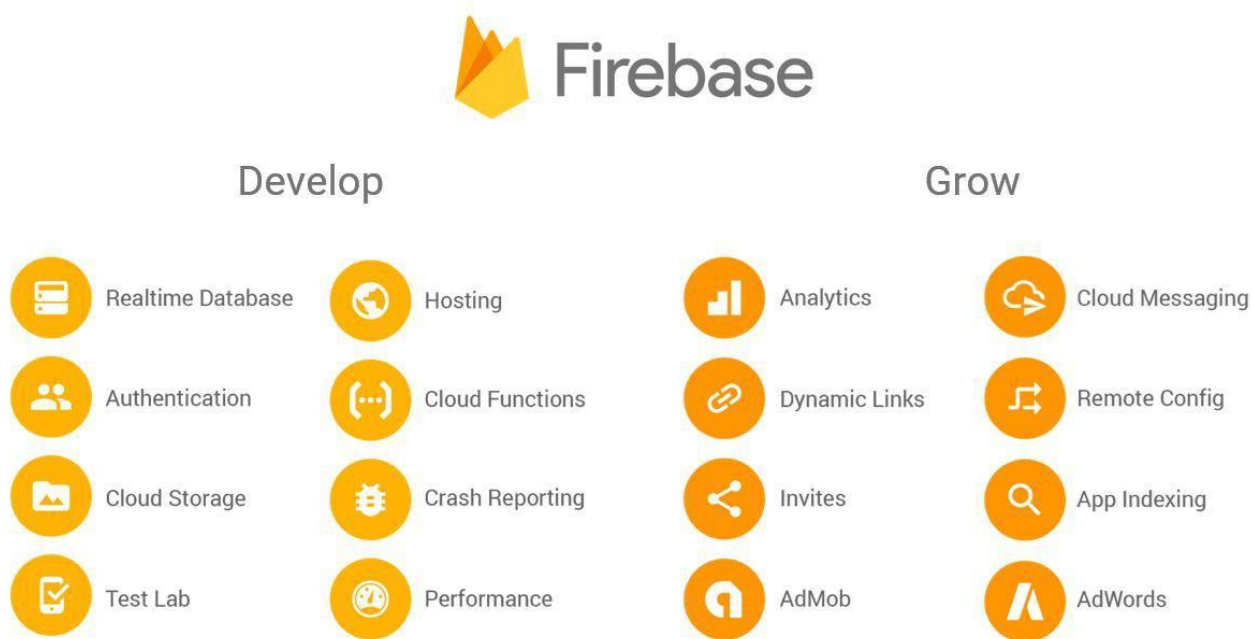 Firebase
Develop
Grow
Realtime Database
Hosting
Analytics
Cloud Messaging
Authentication
Cloud Functions
Dynamic Links
Remote Config
Cloud Storage
Crash Reporting
Invites
App Indexing
Test Lab
Performance
AdMob
AdWords